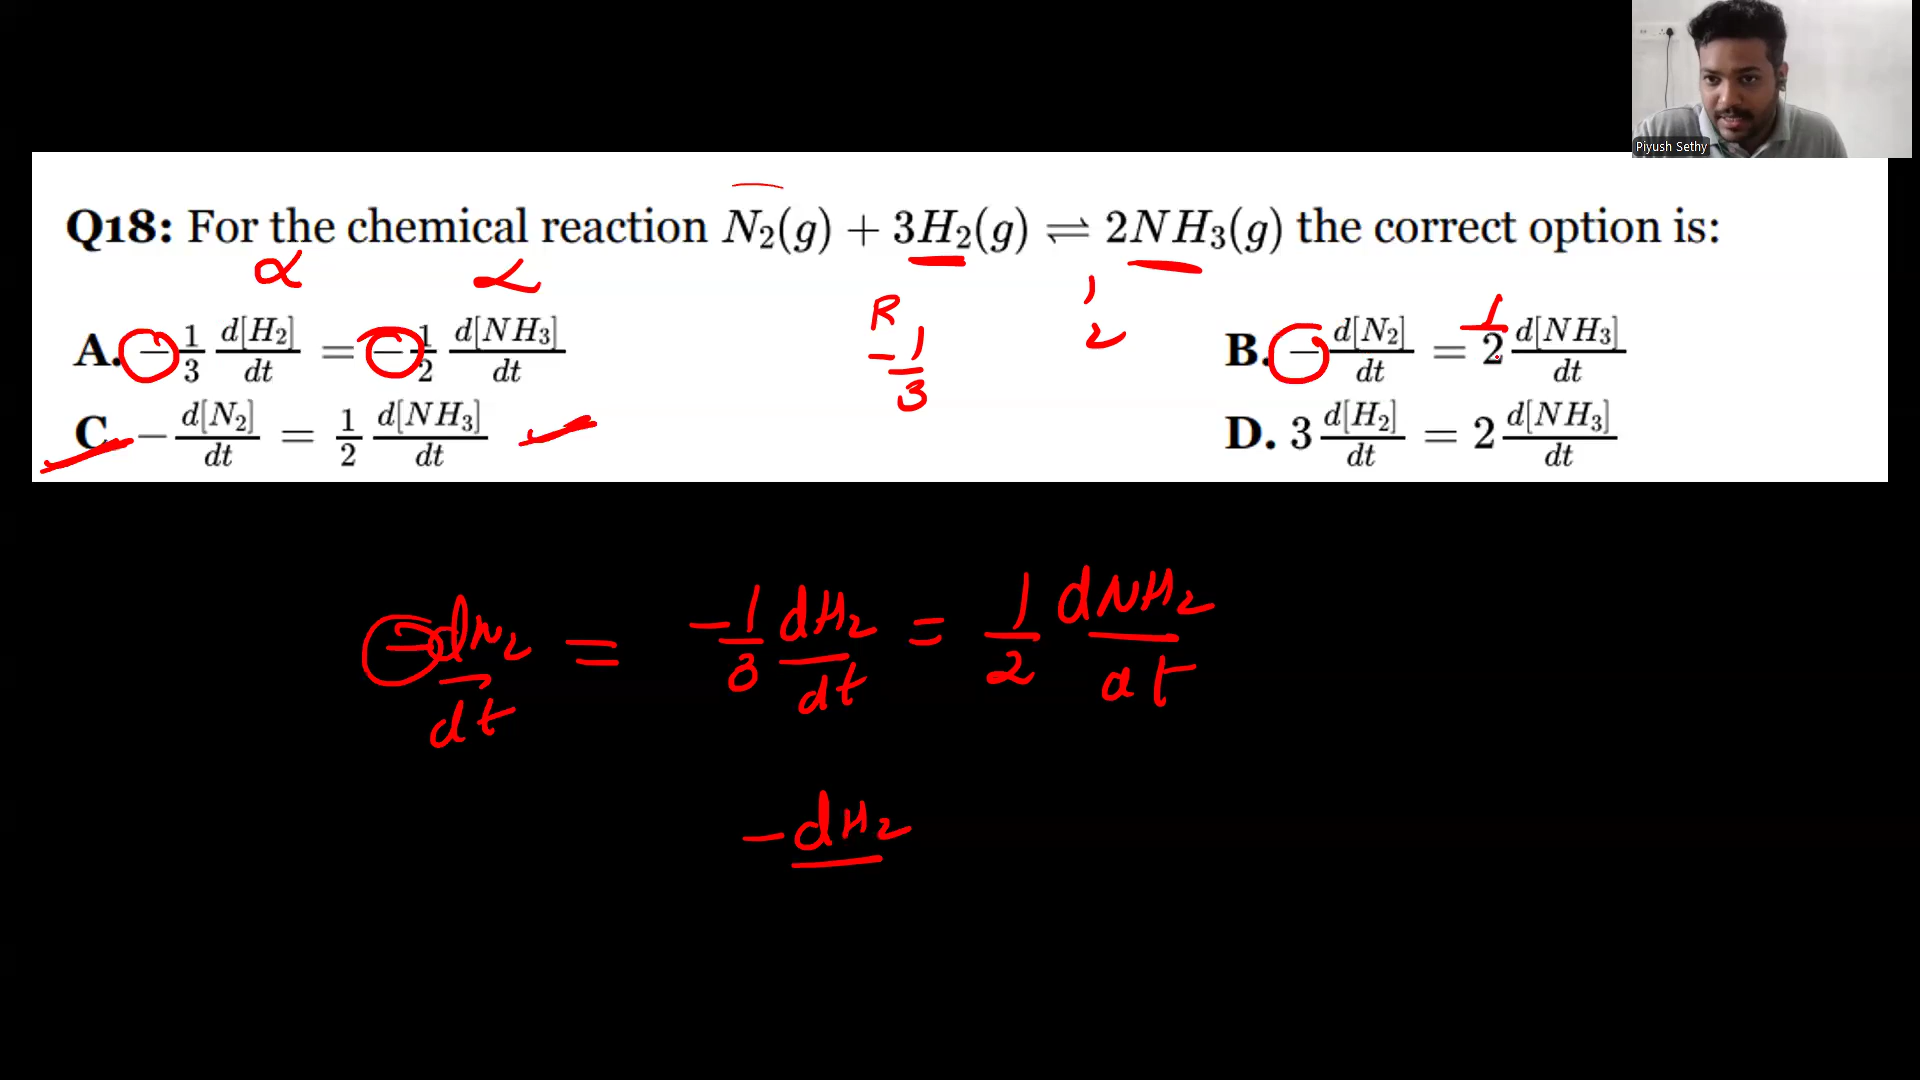 Piyush Sethy
Q18: For the chemical reaction N₂(g) + 3H₂(g) ⇌ 2NH₃(g) the correct option is:
α α
R 1
-1/3 2
A. -1/3 d[H₂]/dt = -1/2 d[NH₃]/dt
B. -d[N₂]/dt = 1/2 d[NH₃]/dt
C. -d[N₂]/dt = 1/2 d[NH₃]/dt
D. 3 d[H₂]/dt = 2 d[NH₃]/dt
-dN₂/dt = -1/3 dH₂/dt = 1/2 dNH₂/dt
-dH₂